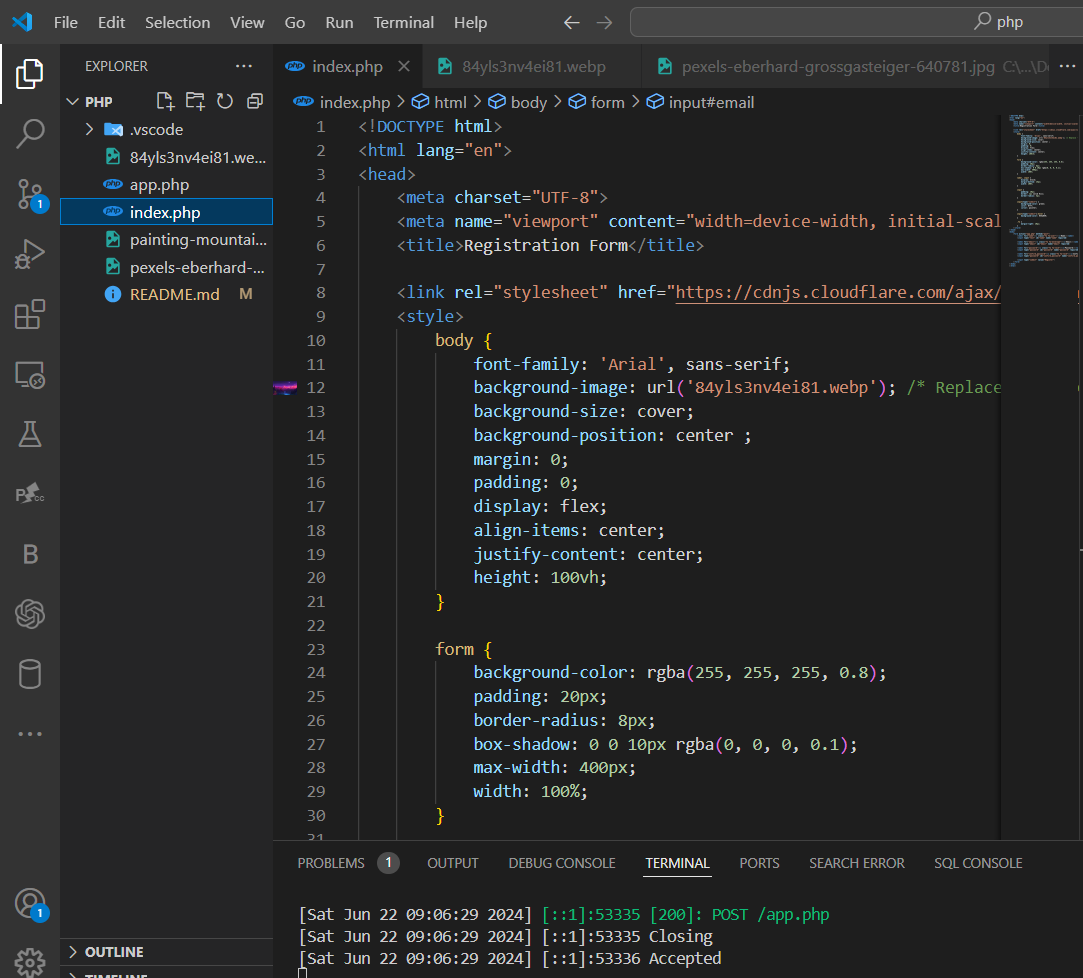 File Edit Selection View Go Run Terminal Help
php
EXPLORER
index.php
84yls3nv4ei81.webp
pexels-eberhard-grossgasteiger-640781.jpg C:\...\De
PHP
.vscode
84yls3nv4ei81.we...
app.php
index.php
painting-mountai...
pexels-eberhard-...
README.md M
index.php > html > body > form > input#email
1 <!DOCTYPE html>
2 <html lang="en">
3 <head>
4 <meta charset="UTF-8">
5 <meta name="viewport" content="width=device-width, initial-scal
6 <title>Registration Form</title>
7
8 <link rel="stylesheet" href="https://cdnjs.cloudflare.com/ajax/
9 <style>
10 body {
11 font-family: 'Arial', sans-serif;
12 background-image: url('84yls3nv4ei81.webp'); /* Replace
13 background-size: cover;
14 background-position: center ;
15 margin: 0;
16 padding: 0;
17 display: flex;
18 align-items: center;
19 justify-content: center;
20 height: 100vh;
21 }
22
23 form {
24 background-color: rgba(255, 255, 255, 0.8);
25 padding: 20px;
26 border-radius: 8px;
27 box-shadow: 0 0 10px rgba(0, 0, 0, 0.1);
28 max-width: 400px;
29 width: 100%;
30 }
31
PROBLEMS 1 OUTPUT DEBUG CONSOLE TERMINAL PORTS SEARCH ERROR SQL CONSOLE
[Sat Jun 22 09:06:29 2024] [::1]:53335 [200]: POST /app.php
[Sat Jun 22 09:06:29 2024] [::1]:53335 Closing
[Sat Jun 22 09:06:29 2024] [::1]:53336 Accepted
1
B
1
OUTLINE
TIMELINE